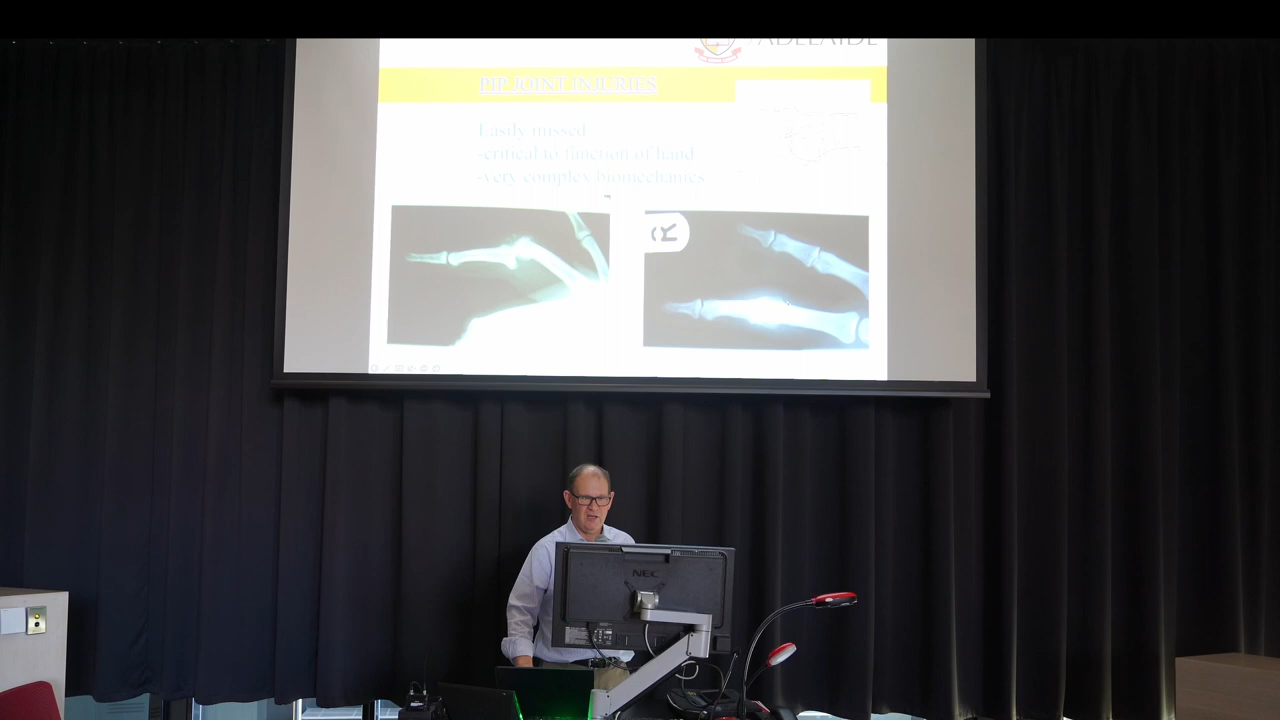 ADELAIDE
PIP JOINT INJURIES
Easily missed
-critical to function of hand
-very complex biomechanics
R
NEC